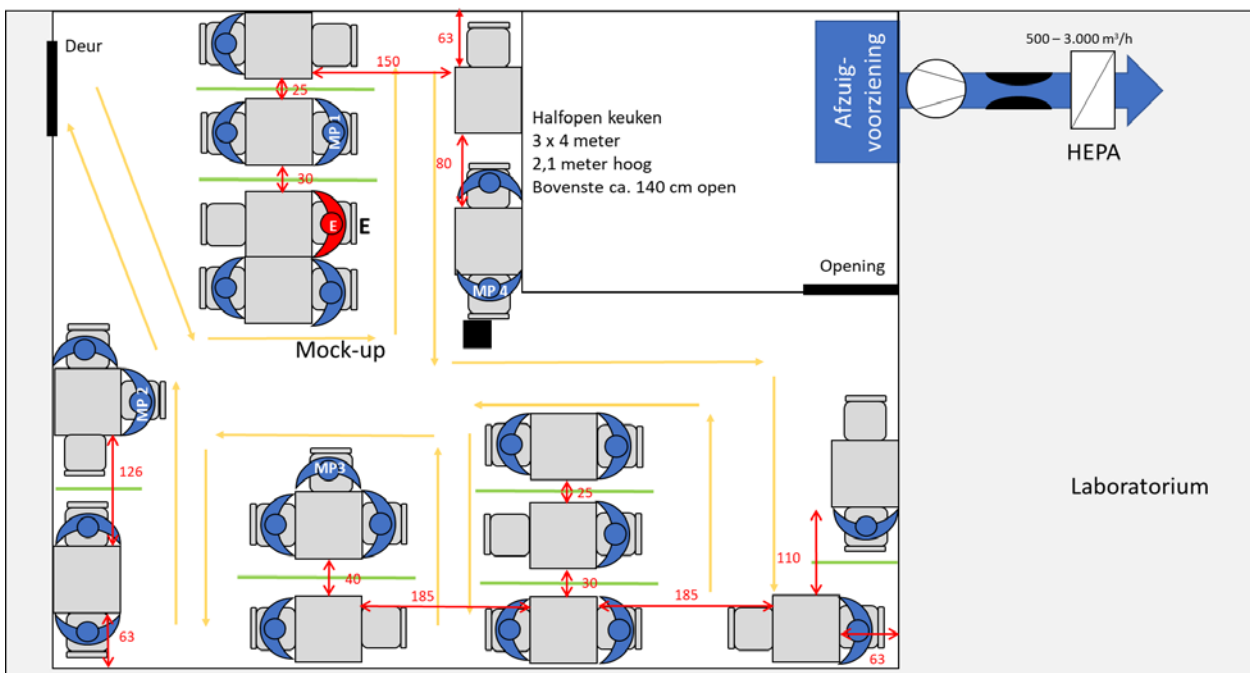 Deur
63
150
25
MP 1
30
E
E
80
Halfopen keuken
3 x 4 meter
2,1 meter hoog
Bovenste ca. 140 cm open
Afzuig-
voorziening
500 – 3.000 m³/h
HEPA
Opening
MP 4
Mock-up
MP 2
126
MP3
25
Laboratorium
110
40
30
185
185
63
63